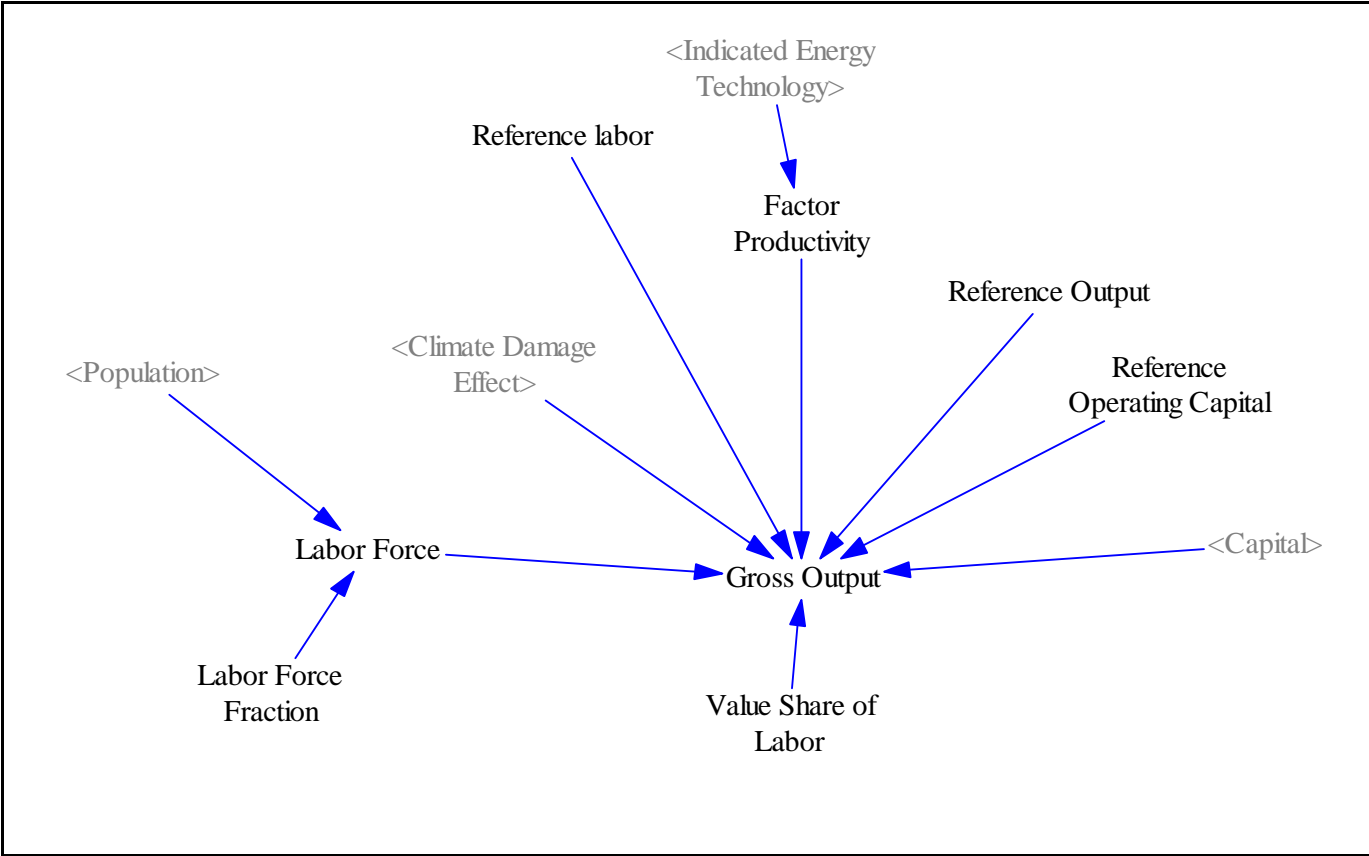 <Indicated Energy
Technology>
Reference labor
Factor
Productivity
Reference Output
<Climate Damage
Effect>
<Population>
Reference
Operating Capital
Labor Force
<Capital>
Gross Output
Labor Force
Fraction
Value Share of
Labor